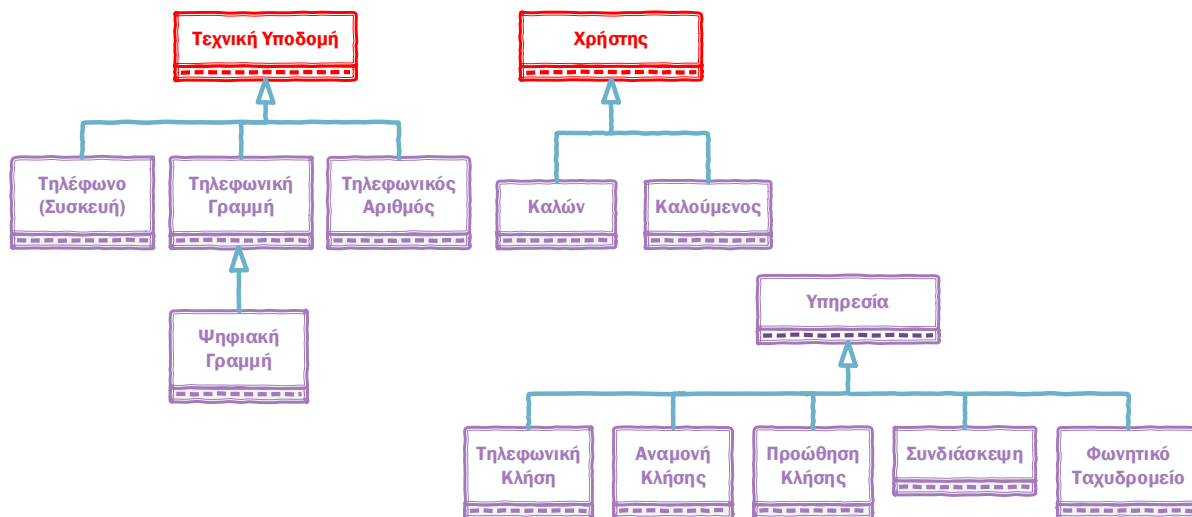 Τεχνική Υποδομή
Χρήστης
Τηλέφωνο
(Συσκευή)
Τηλεφωνική
Γραμμή
Τηλεφωνικός
Αριθμός
Καλών
Καλούμενος
Ψηφιακή
Γραμμή
Υπηρεσία
Τηλεφωνική
Κλήση
Αναμονή
Κλήσης
Προώθηση
Κλήσης
Συνδιάσκεψη
Φωνητικό
Ταχυδρομείο